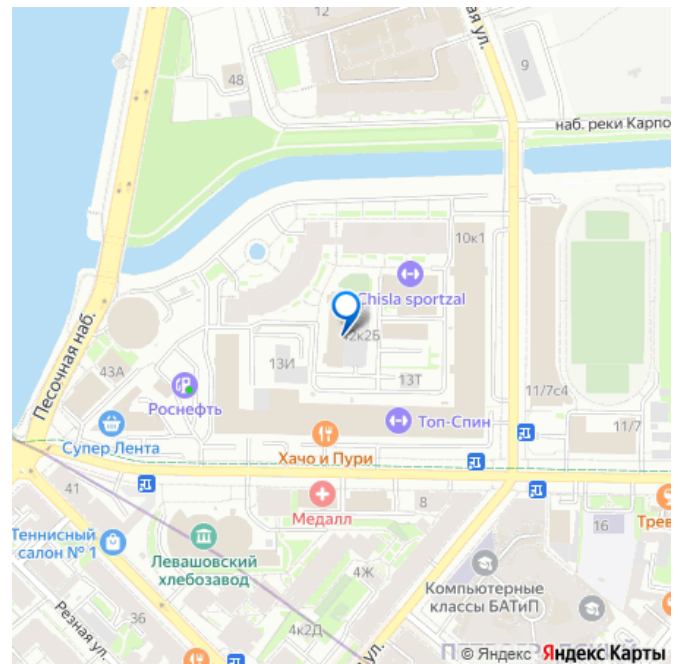 12
ная ул.
48
9
наб. реки Карпо
10к1
Chisla sportzal
42к2Б
13И
43А
13Т
Песочная наб.
Роснефть
11/7с4
Топ-Спин
11/7
Супер Лента
Хачо и Пури
41
Медалл
8
16
Трев
Теннисный
салон № 1
Левашовский
хлебозавод
4Ж
Компьютерные
классы БАТиП
Резная ул.
36
4к2Д
ул.
© Яндекс Яндекс Карты